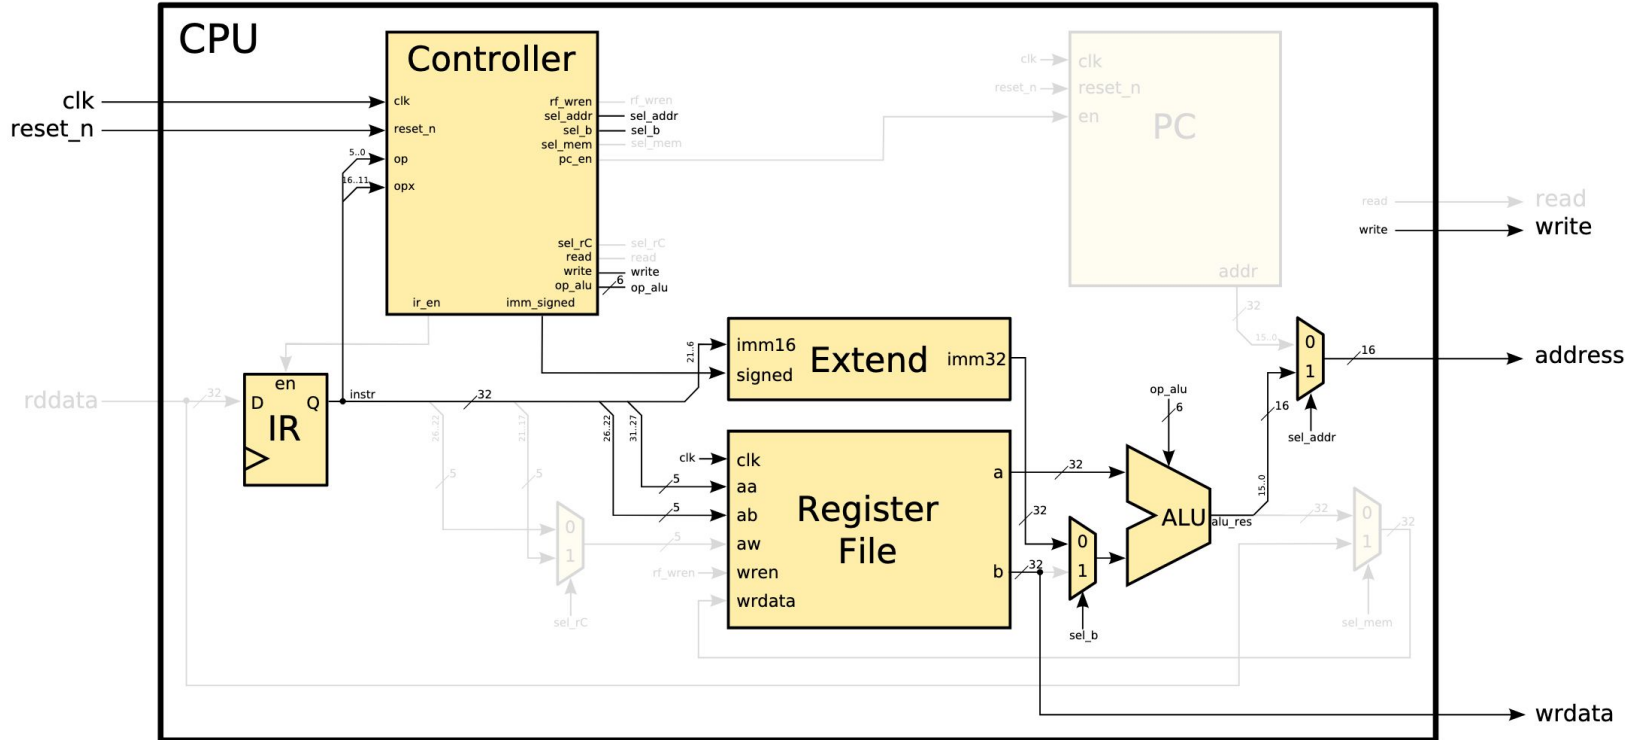 CPU
Controller
clk
reset_n
clk
reset_n
op
opx
5..0
16..11
rf_wren
sel_addr
sel_b
sel_mem
pc_en
rf_wren
sel_addr
sel_b
sel_mem
sel_rC
read
write
op_alu
sel_rC
read
write
6
op_alu
ir_en
imm_signed
clk
reset_n
en
clk
reset_n
en
PC
addr
32
15..0
read
write
read
write
rddata
32
en
D
Q
IR
instr
32
26..22
21..17
26..22
31..27
21..6
imm16
signed
Extend
imm32
5
5
5
5
5
0
1
sel_rC
clk
rf_wren
clk
aa
ab
aw
wren
wrdata
Register
File
a
b
32
32
32
0
1
sel_b
op_alu
6
ALU
alu_res
15..0
16
0
1
sel_addr
16
address
32
0
1
32
sel_mem
wrdata